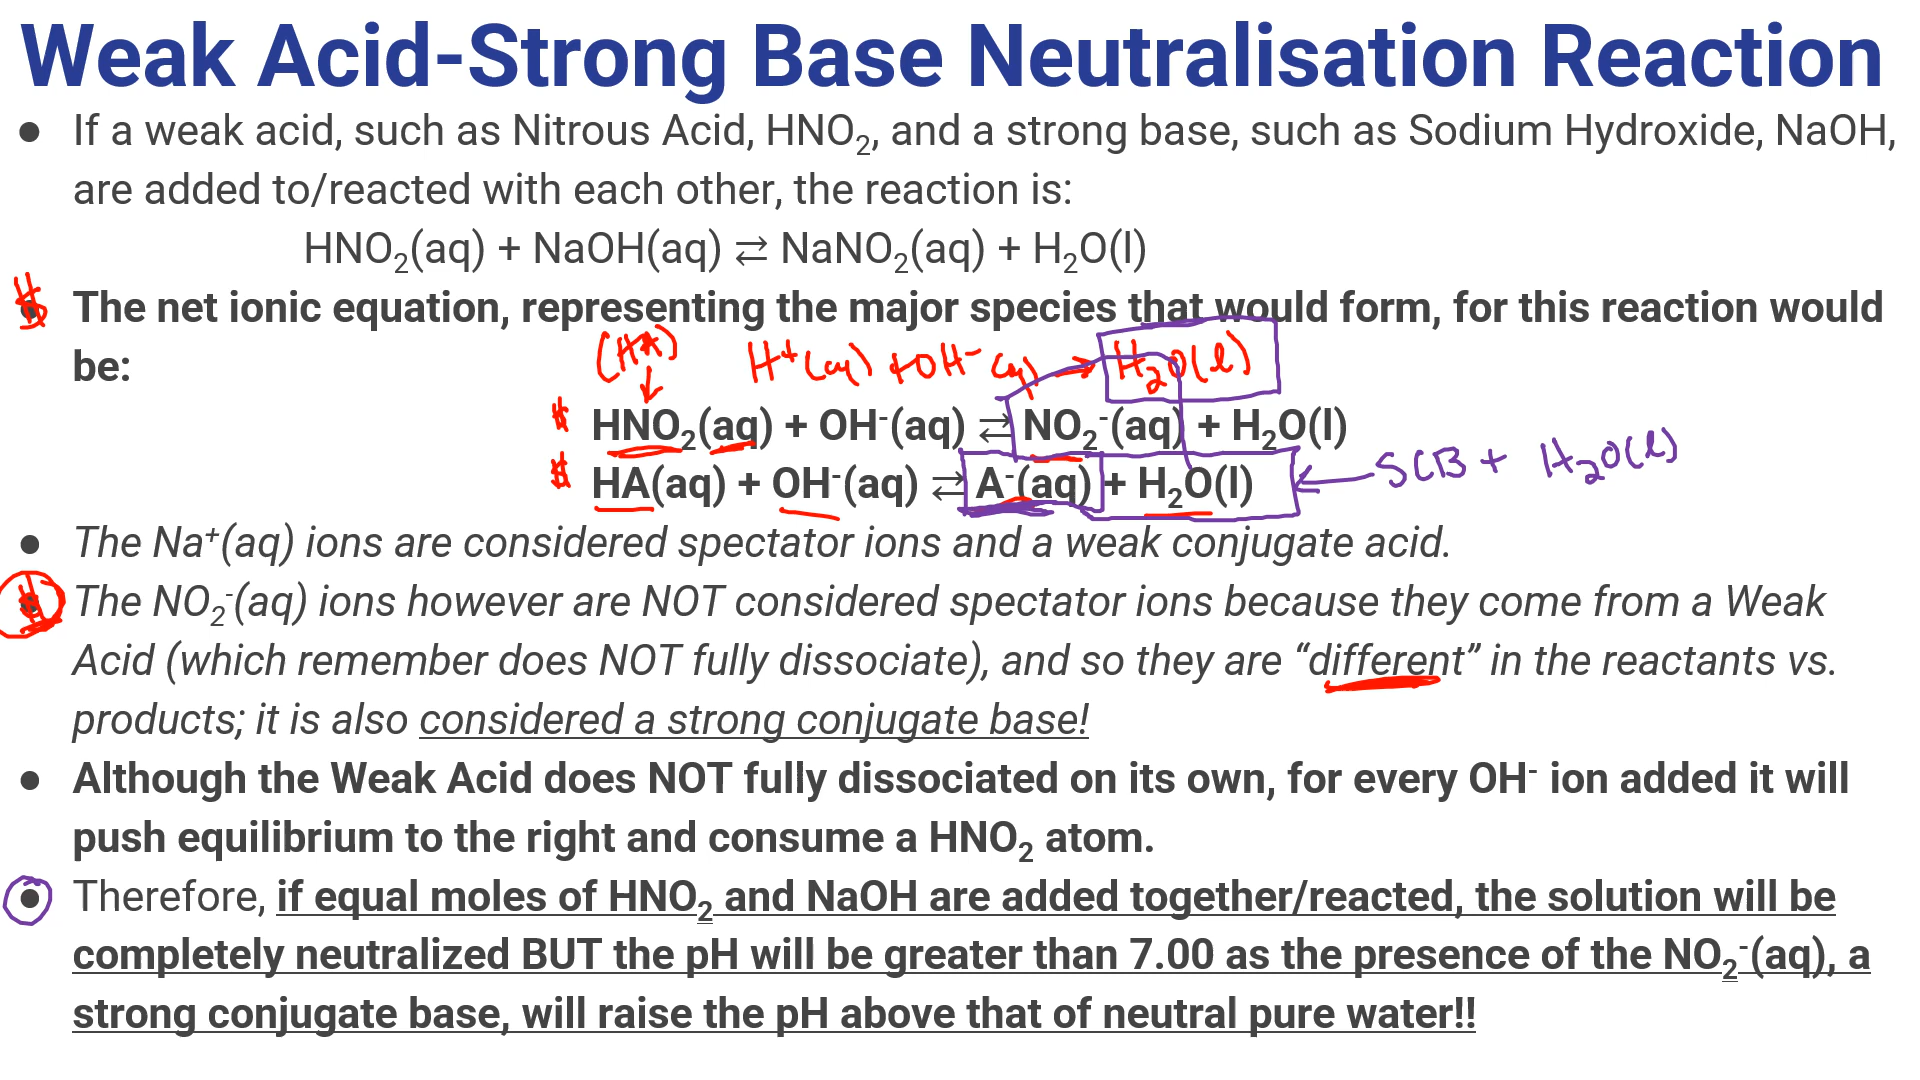 Weak Acid-Strong Base Neutralisation Reaction
● If a weak acid, such as Nitrous Acid, HNO₂, and a strong base, such as Sodium Hydroxide, NaOH,
are added to/reacted with each other, the reaction is:
HNO₂(aq) + NaOH(aq) ⇄ NaNO₂(aq) + H₂O(l)
$ The net ionic equation, representing the major species that would form, for this reaction would
be:
(HA) H⁺(aq) + OH⁻(aq) → H₂O(l)
$ HNO₂(aq) + OH⁻(aq) ⇄ NO₂⁻(aq) + H₂O(l)
$ HA(aq) + OH⁻(aq) ⇄ A⁻(aq) + H₂O(l) ← SCB + H₂O(l)
● The Na⁺(aq) ions are considered spectator ions and a weak conjugate acid.
$ The NO₂⁻(aq) ions however are NOT considered spectator ions because they come from a Weak
Acid (which remember does NOT fully dissociate), and so they are “different” in the reactants vs.
products; it is also considered a strong conjugate base!
● Although the Weak Acid does NOT fully dissociated on its own, for every OH⁻ ion added it will
push equilibrium to the right and consume a HNO₂ atom.
● Therefore, if equal moles of HNO₂ and NaOH are added together/reacted, the solution will be
completely neutralized BUT the pH will be greater than 7.00 as the presence of the NO₂⁻(aq), a
strong conjugate base, will raise the pH above that of neutral pure water!!